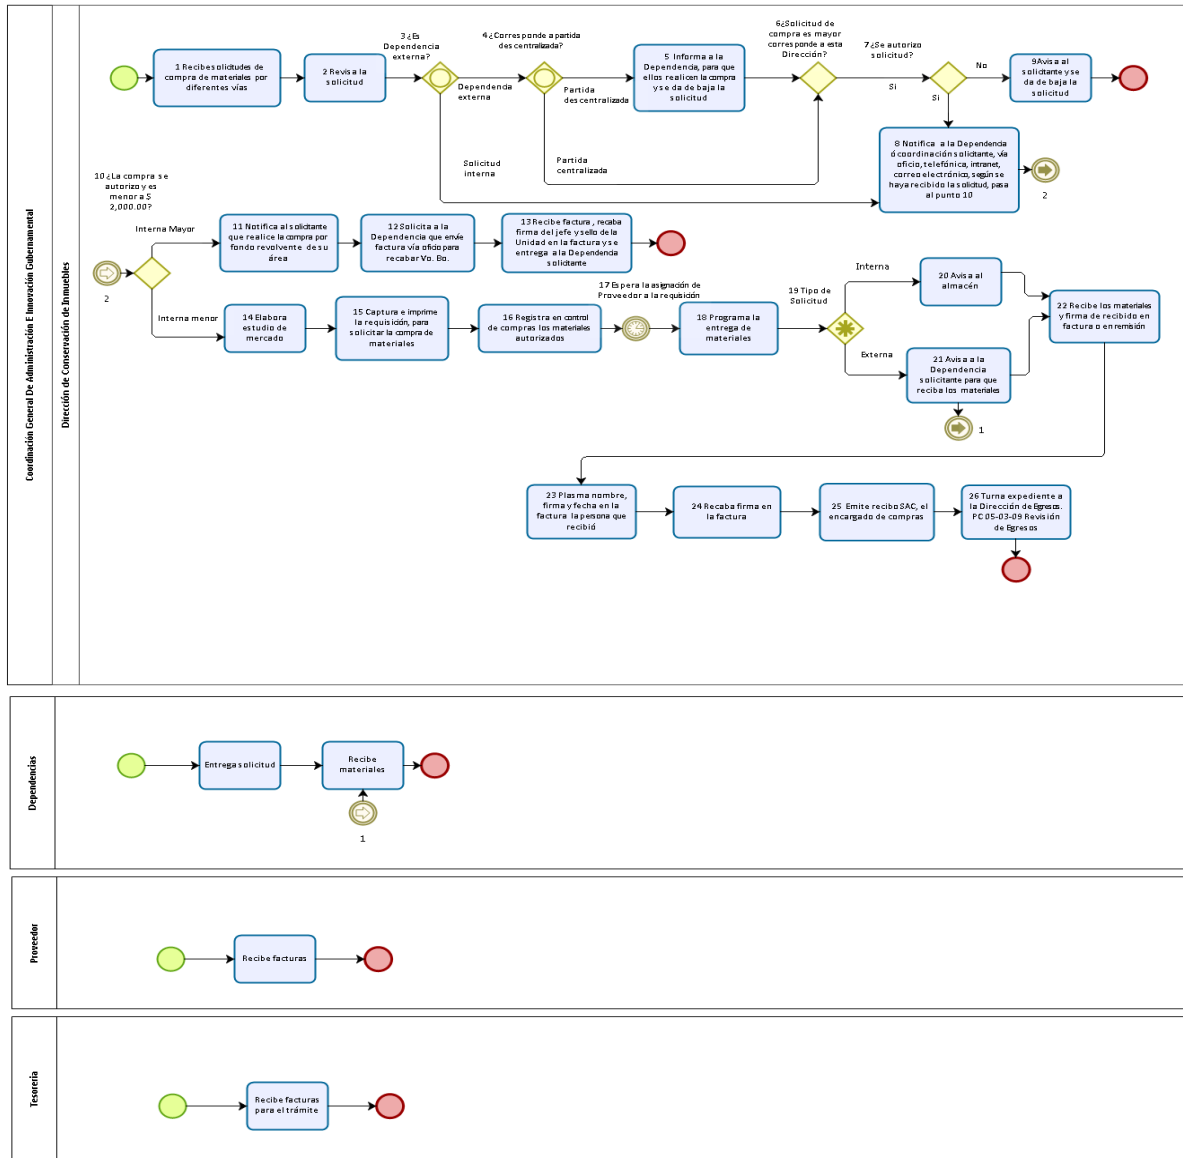 Coordinación General De Administración E Innovación Gubernamental
Dirección de Conservación de Inmuebles
1 Recibe solicitudes de
compra de materiales por
diferentes vías
2 Revisa la
solicitud
3 ¿Es
Dependencia
externa?
Dependencia
externa
Solicitud
interna
4 ¿Corresponde a partida
descentralizada?
Partida
descentralizada
Partida
centralizada
5 Informa a la
Dependencia, para que
ellos realicen la compra
y se da de baja la
solicitud
6¿Solicitud de
compra es mayor
corresponde a esta
Dirección?
7 ¿Se autorizo
solicitud?
Si
No
Si
9Avisa al
solicitante y se
da de baja la
solicitud
8 Notifica a la Dependencia
ó coordinación solicitante, vía
oficio, telefónica, intranet,
correo electrónico, según se
haya recibido la solicitud, pasa
al punto 10
2
10 ¿La compra se
autorizo y es
menor a $
2,000.00?
2
Interna Mayor
Interna menor
11 Notifica al solicitante
que realice la compra por
fondo revolvente de su
área
12 Solicita a la
Dependencia que envíe
factura vía oficio para
recabar Vo. Bo.
13 Recibe factura , recaba
firma del jefe y sello de la
Unidad en la factura y se
entrega a la Dependencia
solicitante
14 Elabora
estudio de
mercado
15 Captura e imprime
la requisición, para
solicitar la compra de
materiales
16 Registra en control
de compras los materiales
autorizados
17 Espera la asignación de
Proveedor a la requisición
18 Programa la
entrega de
materiales
19 Tipo de
Solicitud
Interna
Externa
20 Avisa al
almacén
21 Avisa a la
Dependencia
solicitante para que
reciba los materiales
1
22 Recibe los materiales
y firma de recibido en
factura o en remisión
23 Plasma nombre,
firma y fecha en la
factura la persona que
recibió
24 Recaba firma en
la factura
25 Emite recibo SAC, el
encargado de compras
26 Turna expediente a
la Dirección de Egresos.
PC 05-03-09 Revisión
de Egresos
Dependencias
Entrega solicitud
Recibe
materiales
1
Proveedor
Recibe facturas
Tesorería
Recibe facturas
para el trámite